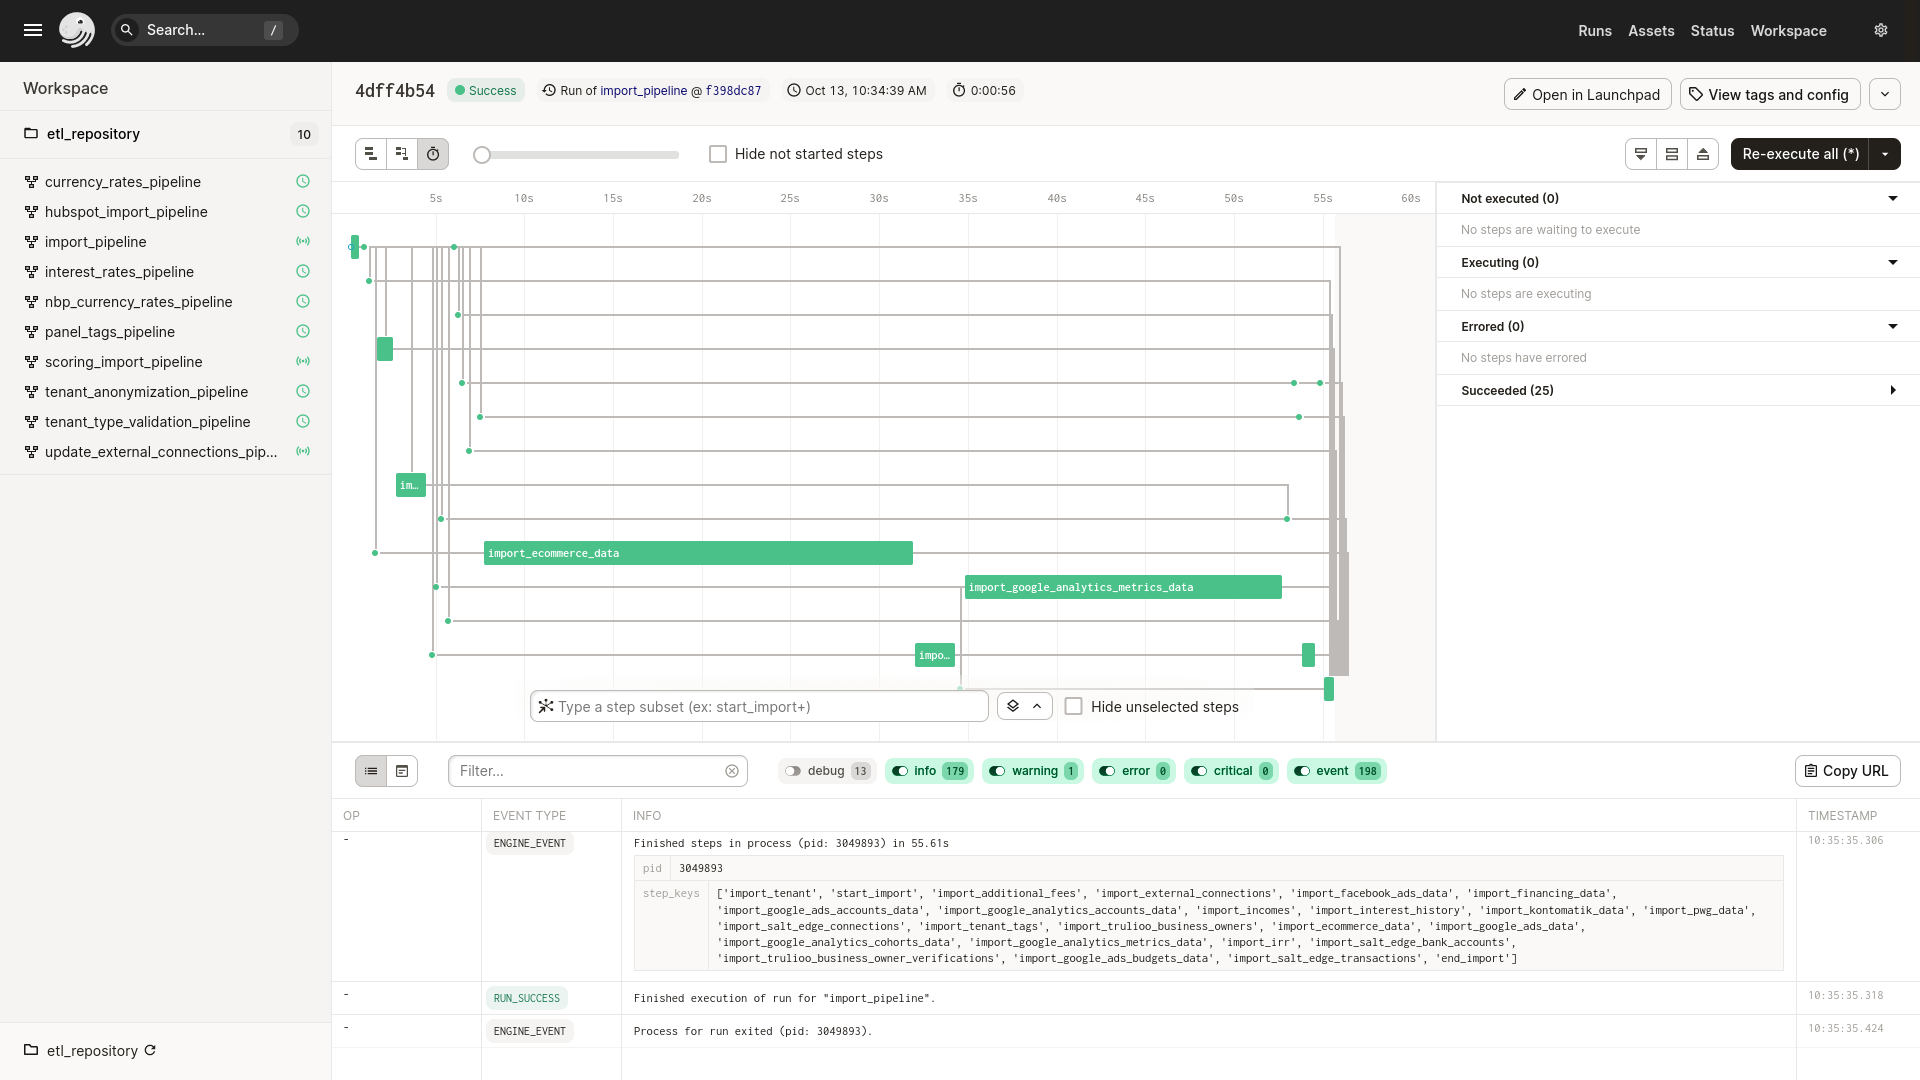 Search... /
Runs Assets Status Workspace
Workspace
etl_repository 10
currency_rates_pipeline
hubspot_import_pipeline
import_pipeline
interest_rates_pipeline
nbp_currency_rates_pipeline
panel_tags_pipeline
scoring_import_pipeline
tenant_anonymization_pipeline
tenant_type_validation_pipeline
update_external_connections_pip...
etl_repository
4dff4b54 Success Run of import_pipeline @ f398dc87 Oct 13, 10:34:39 AM 0:00:56
Open in Launchpad View tags and config
Hide not started steps
Re-execute all (*)
5s 10s 15s 20s 25s 30s 35s 40s 45s 50s 55s 60s
im…
import_ecommerce_data
import_google_analytics_metrics_data
impo…
Type a step subset (ex: start_import+) Hide unselected steps
Not executed (0)
No steps are waiting to execute
Executing (0)
No steps are executing
Errored (0)
No steps have errored
Succeeded (25)
Filter... debug 13 info 179 warning 1 error 0 critical 0 event 198 Copy URL
OP EVENT TYPE INFO TIMESTAMP
- ENGINE_EVENT Finished steps in process (pid: 3049893) in 55.61s 10:35:35.306
pid 3049893
step_keys ['import_tenant', 'start_import', 'import_additional_fees', 'import_external_connections', 'import_facebook_ads_data', 'import_financing_data',
'import_google_ads_accounts_data', 'import_google_analytics_accounts_data', 'import_incomes', 'import_interest_history', 'import_kontomatik_data', 'import_pwg_data',
'import_salt_edge_connections', 'import_tenant_tags', 'import_trulioo_business_owners', 'import_ecommerce_data', 'import_google_ads_data',
'import_google_analytics_cohorts_data', 'import_google_analytics_metrics_data', 'import_irr', 'import_salt_edge_bank_accounts',
'import_trulioo_business_owner_verifications', 'import_google_ads_budgets_data', 'import_salt_edge_transactions', 'end_import']
- RUN_SUCCESS Finished execution of run for "import_pipeline". 10:35:35.318
- ENGINE_EVENT Process for run exited (pid: 3049893). 10:35:35.424